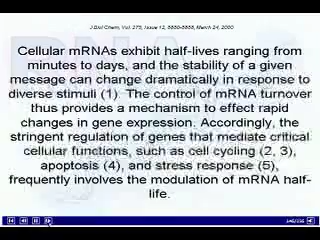 J Biol Chem, Vol. 275, Issue 12, 8880-8888, March 24, 2000
Cellular mRNAs exhibit half-lives ranging from
minutes to days, and the stability of a given
message can change dramatically in response to
diverse stimuli (1). The control of mRNA turnover
thus provides a mechanism to effect rapid
changes in gene expression. Accordingly, the
stringent regulation of genes that mediate critical
cellular functions, such as cell cycling (2, 3),
apoptosis (4), and stress response (5),
frequently involves the modulation of mRNA half-
life.